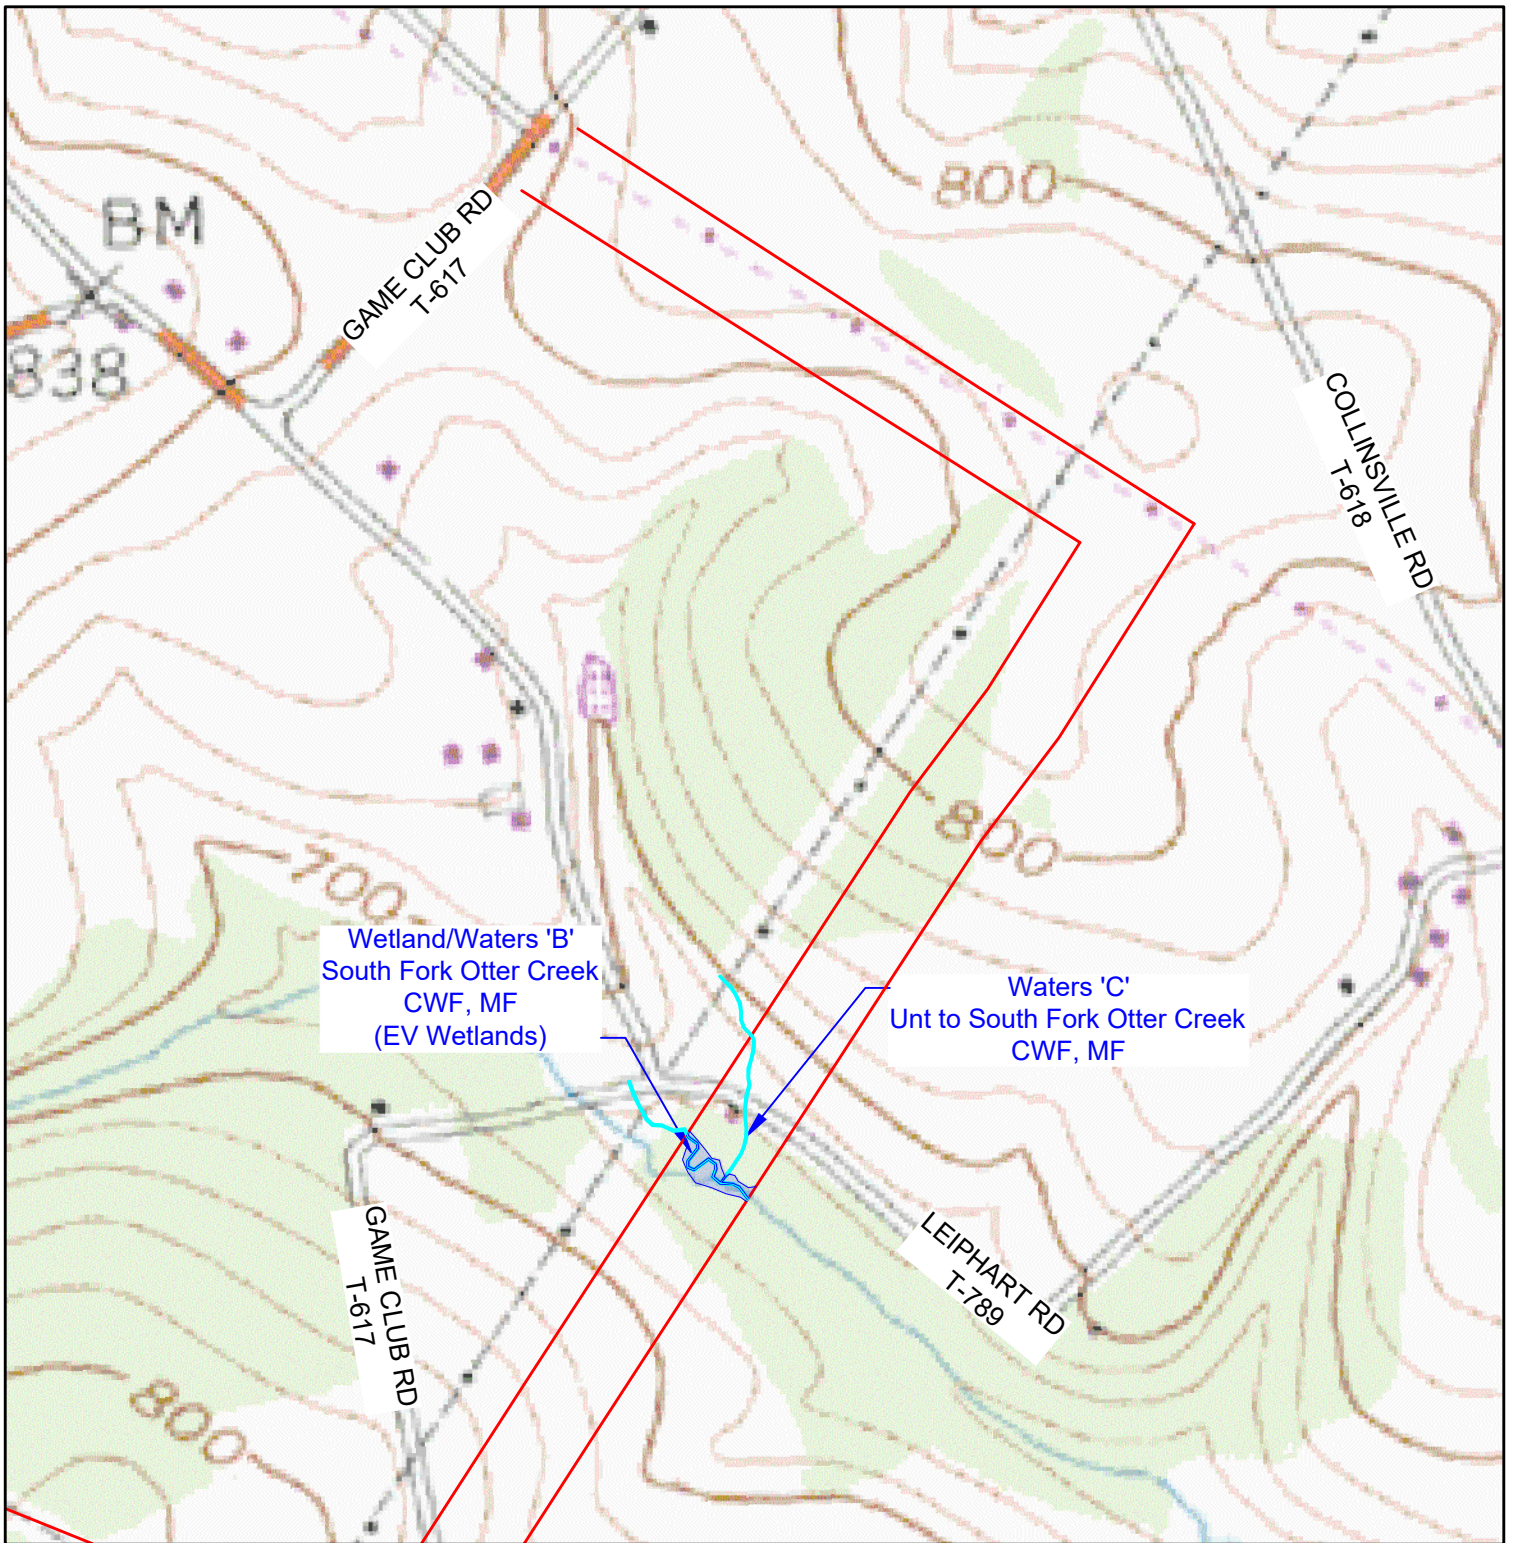 800
BM
GAME CLUB RD
T-617
838
COLLINSVILLE RD
T-618
800
700
Wetland/Waters 'B'
South Fork Otter Creek
CWF, MF
(EV Wetlands)
Waters 'C'
Unt to South Fork Otter Creek
CWF, MF
GAME CLUB RD
T-617
LEIPHART RD
T-789
800